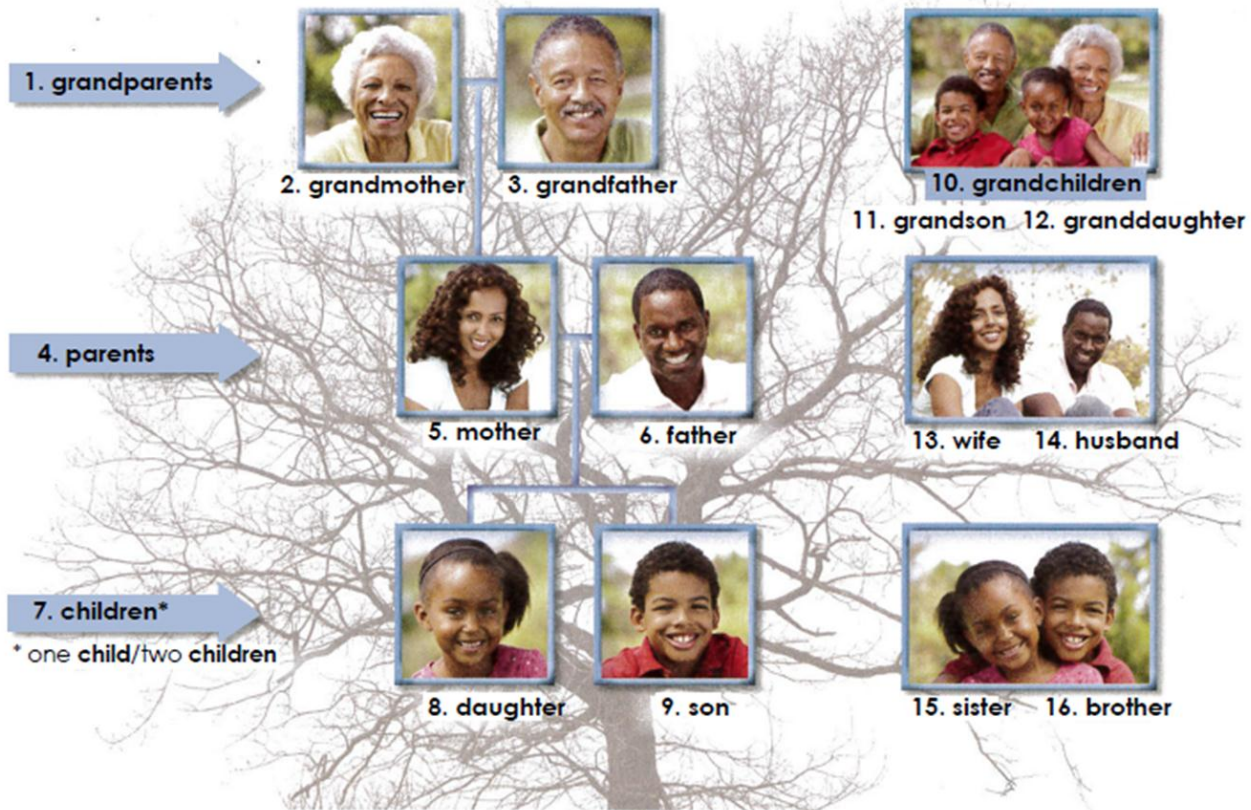 1. grandparents
2. grandmother
3. grandfather
10. grandchildren
11. grandson 12. granddaughter
4. parents
5. mother
6. father
13. wife
14. husband
7. children*
* one child/two children
8. daughter
9. son
15. sister
16. brother